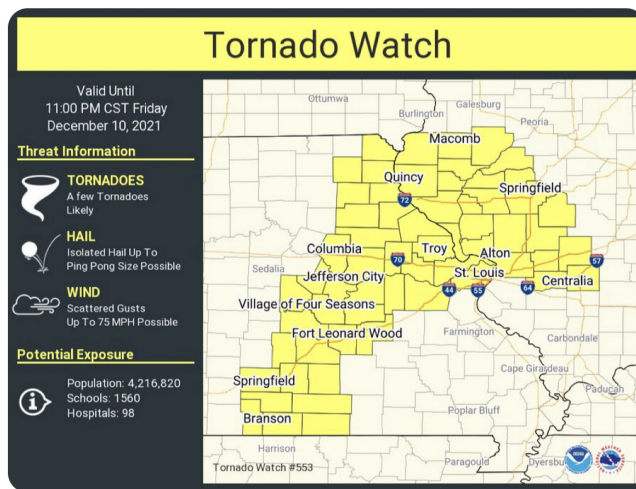 Tornado Watch
Valid Until
11:00 PM CST Friday
December 10, 2021
Threat Information
TORNADOES
A few Tornadoes
Likely
HAIL
Isolated Hail Up To
Ping Pong Size Possible
WIND
Scattered Gusts
Up To 75 MPH Possible
Potential Exposure
Population: 4,216,820
Schools: 1560
Hospitals: 98
Ottumwa
Burlington
Galesburg
Peoria
Macomb
Quincy
Springfield
72
Columbia
Troy
Alton
70
57
Sedalia
St. Louis
Jefferson City
Centralia
44
55
64
Village of Four Seasons
Farmington
Fort Leonard Wood
Carbondale
Cape Girardeau
Springfield
Paducah
Poplar Bluff
Branson
Harrison
Paragould
Dyersbu
Tornado Watch #553
NOAA